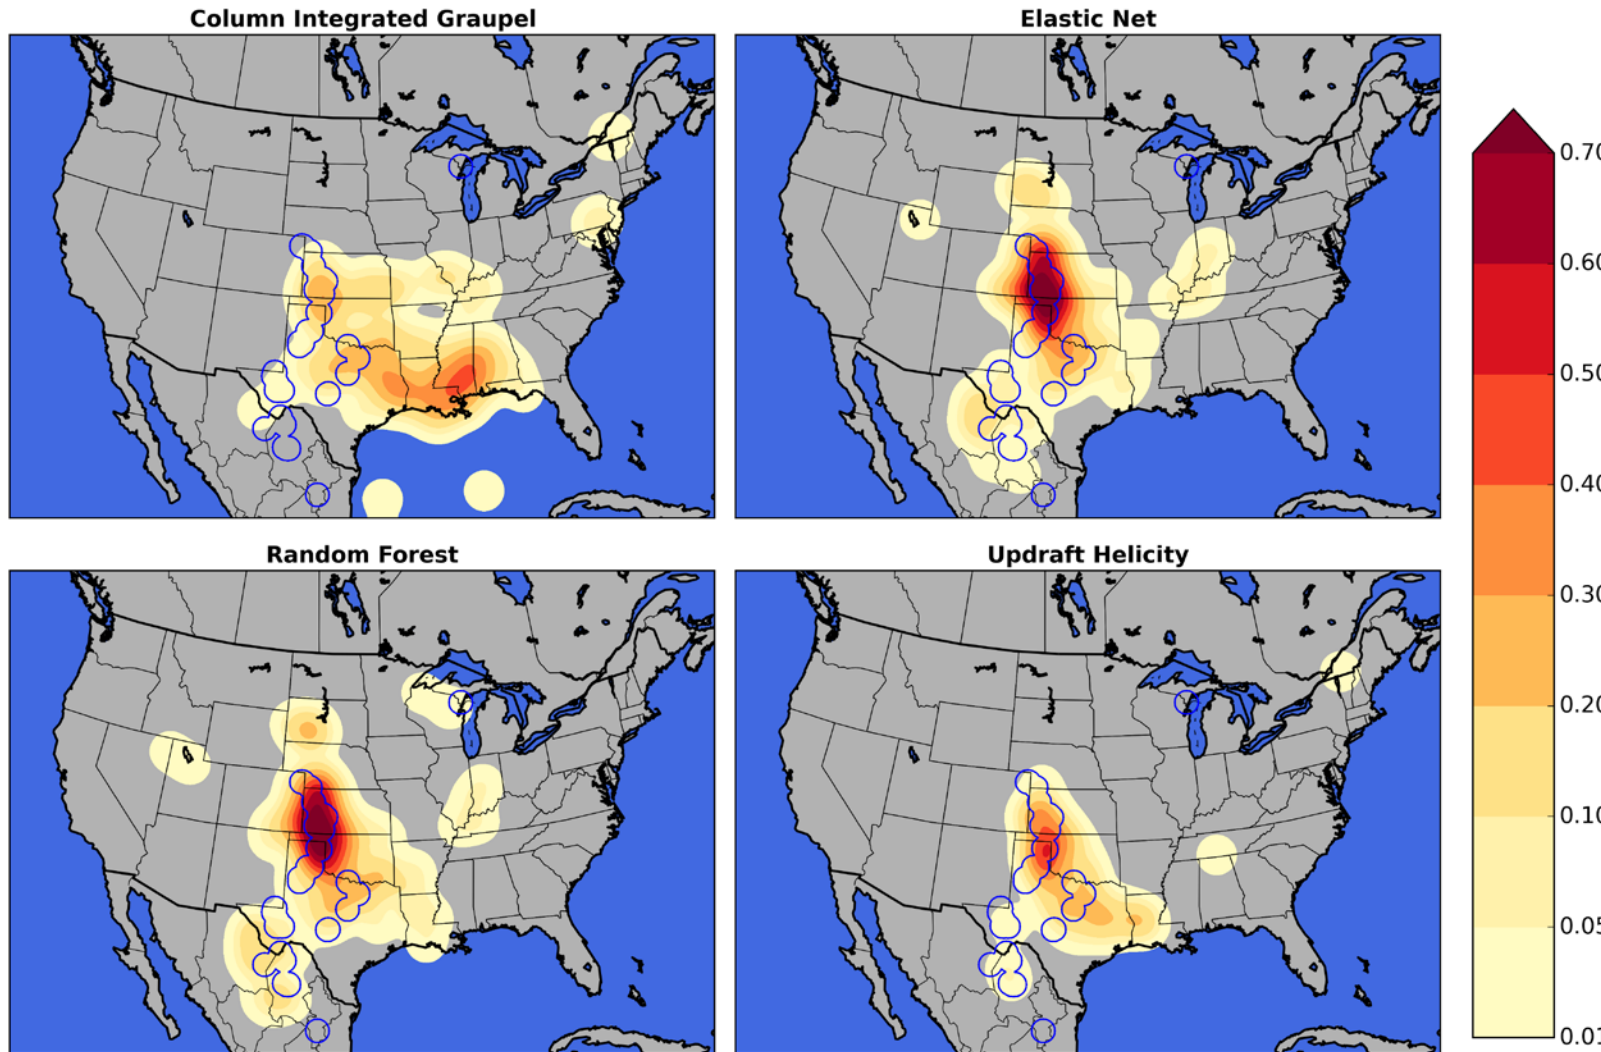 Column Integrated Graupel
Elastic Net
Random Forest
Updraft Helicity
0.70
0.60
0.50
0.40
0.30
0.20
0.10
0.05
0.01